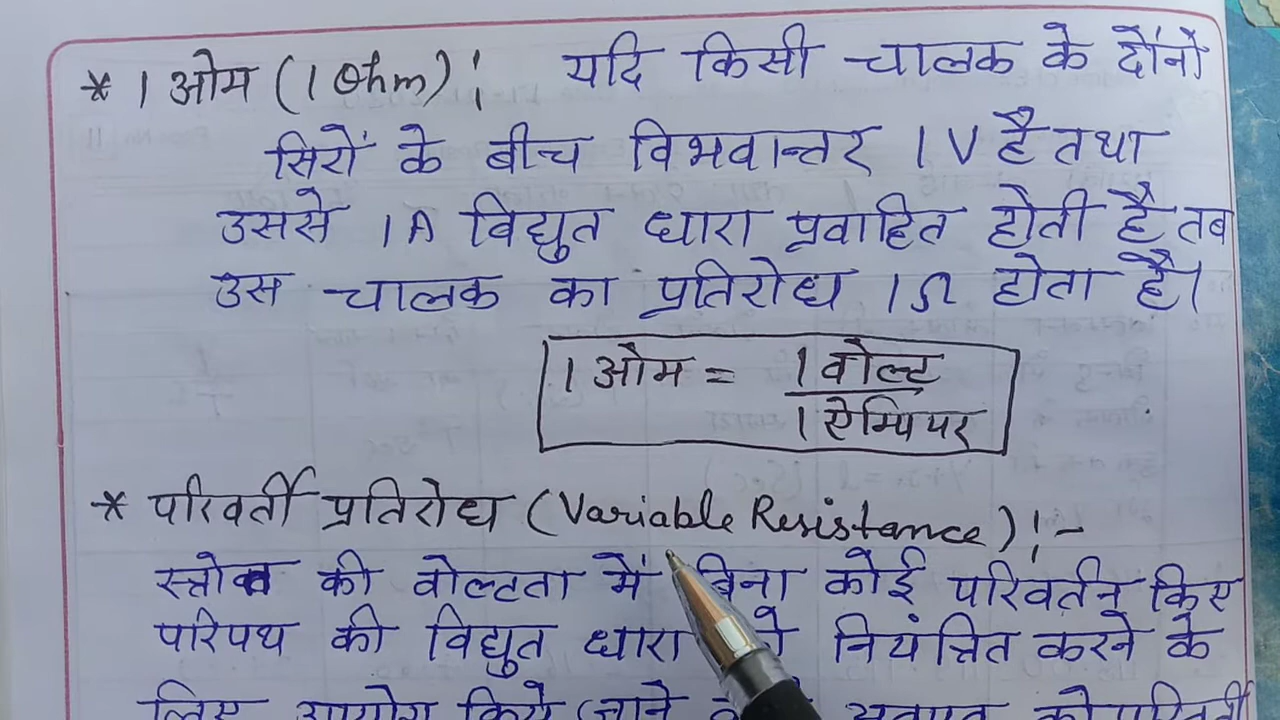 * 1 ओम (1 Ohm) : यदि किसी चालक के दोंनो
सिरों के बीच विभवान्तर 1 V है तथा
उससे 1 A विद्युत धारा प्रवाहित होती है तब
उस चालक का प्रतिरोध 1 Ω होता है।
1 ओम = 1 वोल्ट
1 ऐम्पियर
* परिवर्ती प्रतिरोध (Variable Resistance) :-
स्त्रोत की वोल्टता में बिना कोई परिवर्तन किए
परिपथ की विद्युत धारा नियंत्रित करने के
लिए उपयोग किये जाने